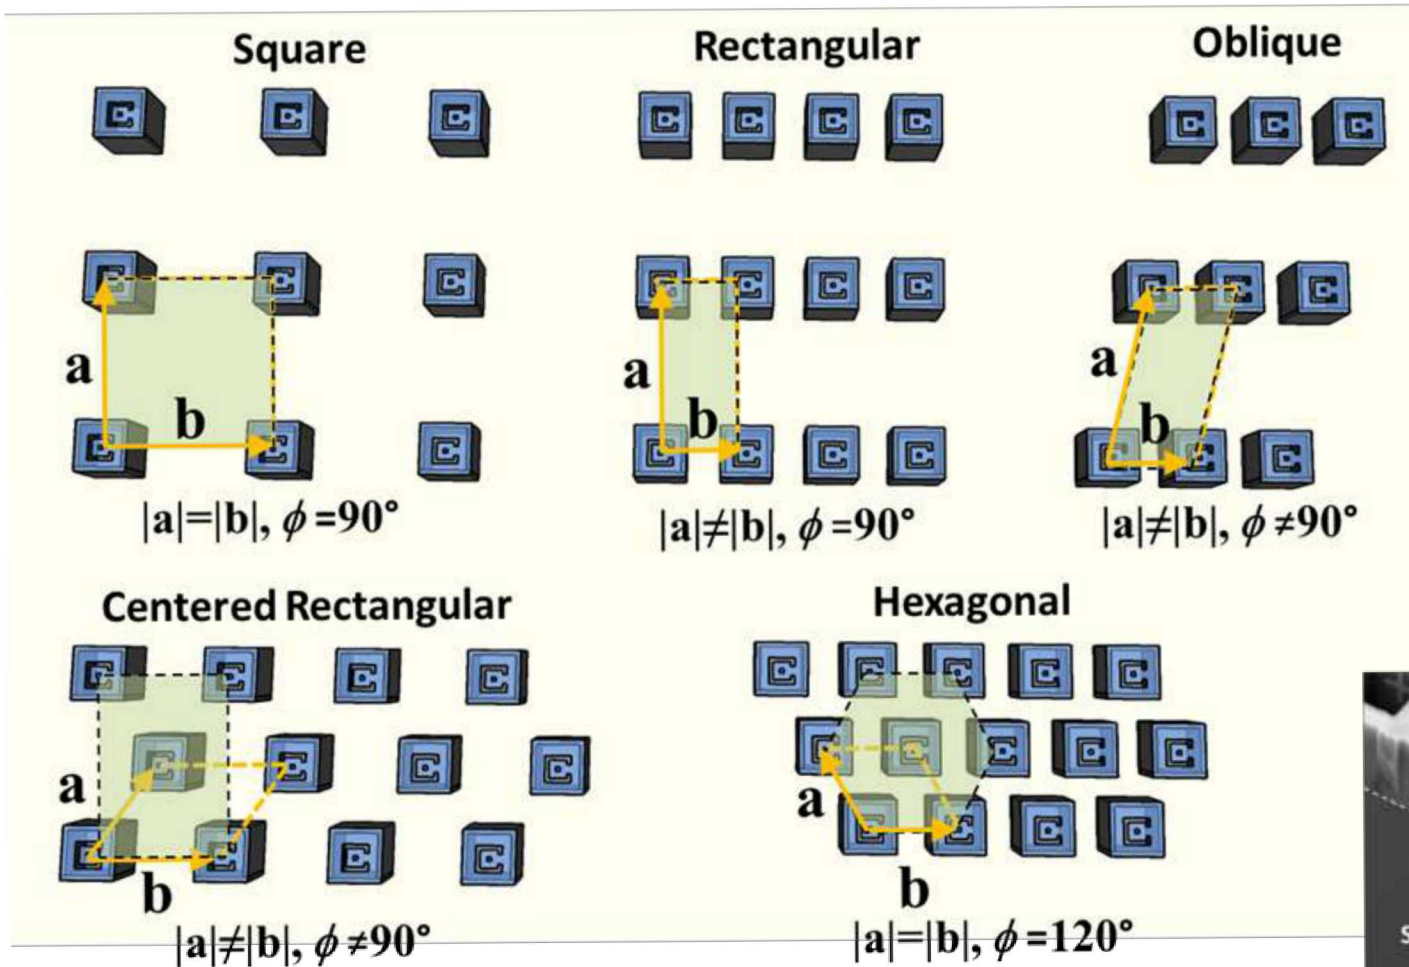 Square
Rectangular
Oblique
a
b
a
b
a
b
|a|=|b|, ϕ=90°
|a|≠|b|, ϕ=90°
|a|≠|b|, ϕ≠90°
Centered Rectangular
Hexagonal
a
b
a
b
|a|≠|b|, ϕ≠90°
|a|=|b|, ϕ=120°